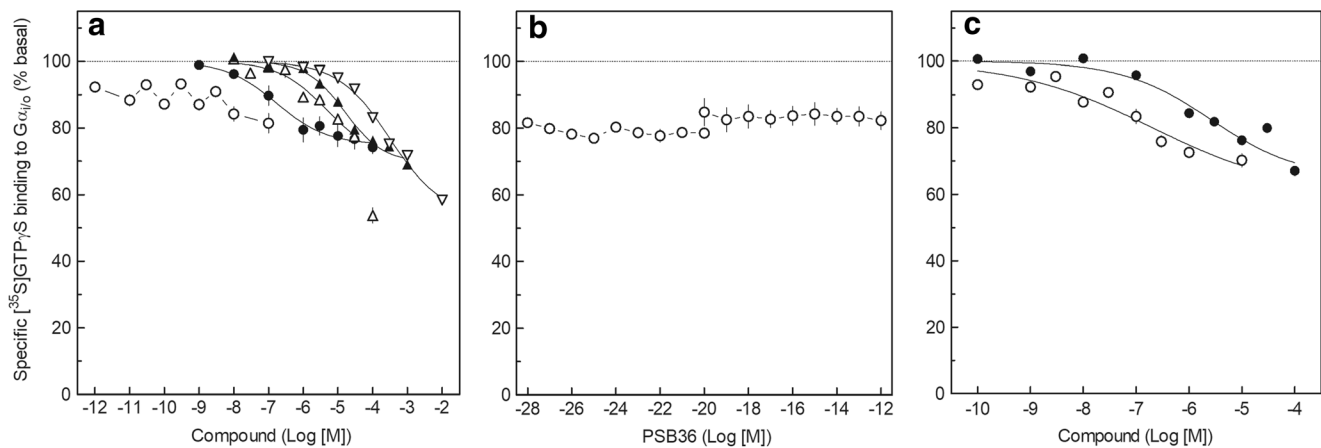 a
b
c
Specific [³⁵S]GTPγS binding to Gαi/o (% basal)
100
80
60
40
20
0
-12 -11 -10 -9 -8 -7 -6 -5 -4 -3 -2
Compound (Log [M])
100
80
60
40
20
0
-28 -26 -24 -22 -20 -18 -16 -14 -12
PSB36 (Log [M])
100
80
60
40
20
0
-10 -9 -8 -7 -6 -5 -4
Compound (Log [M])